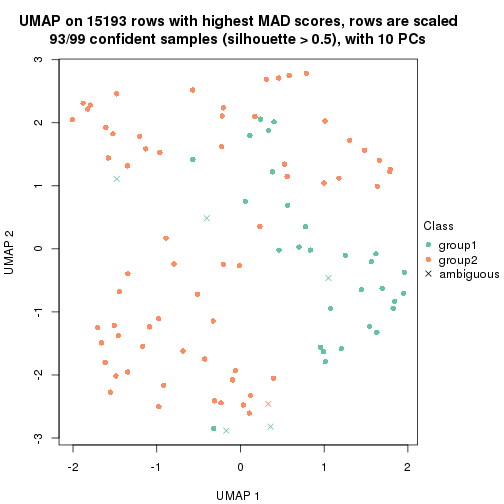 UMAP on 15193 rows with highest MAD scores, rows are scaled
93/99 confident samples (silhouette > 0.5), with 10 PCs
3
2
1
0
-1
-2
-3
UMAP 2
-2
-1
0
1
2
UMAP 1
Class
group1
group2
ambiguous